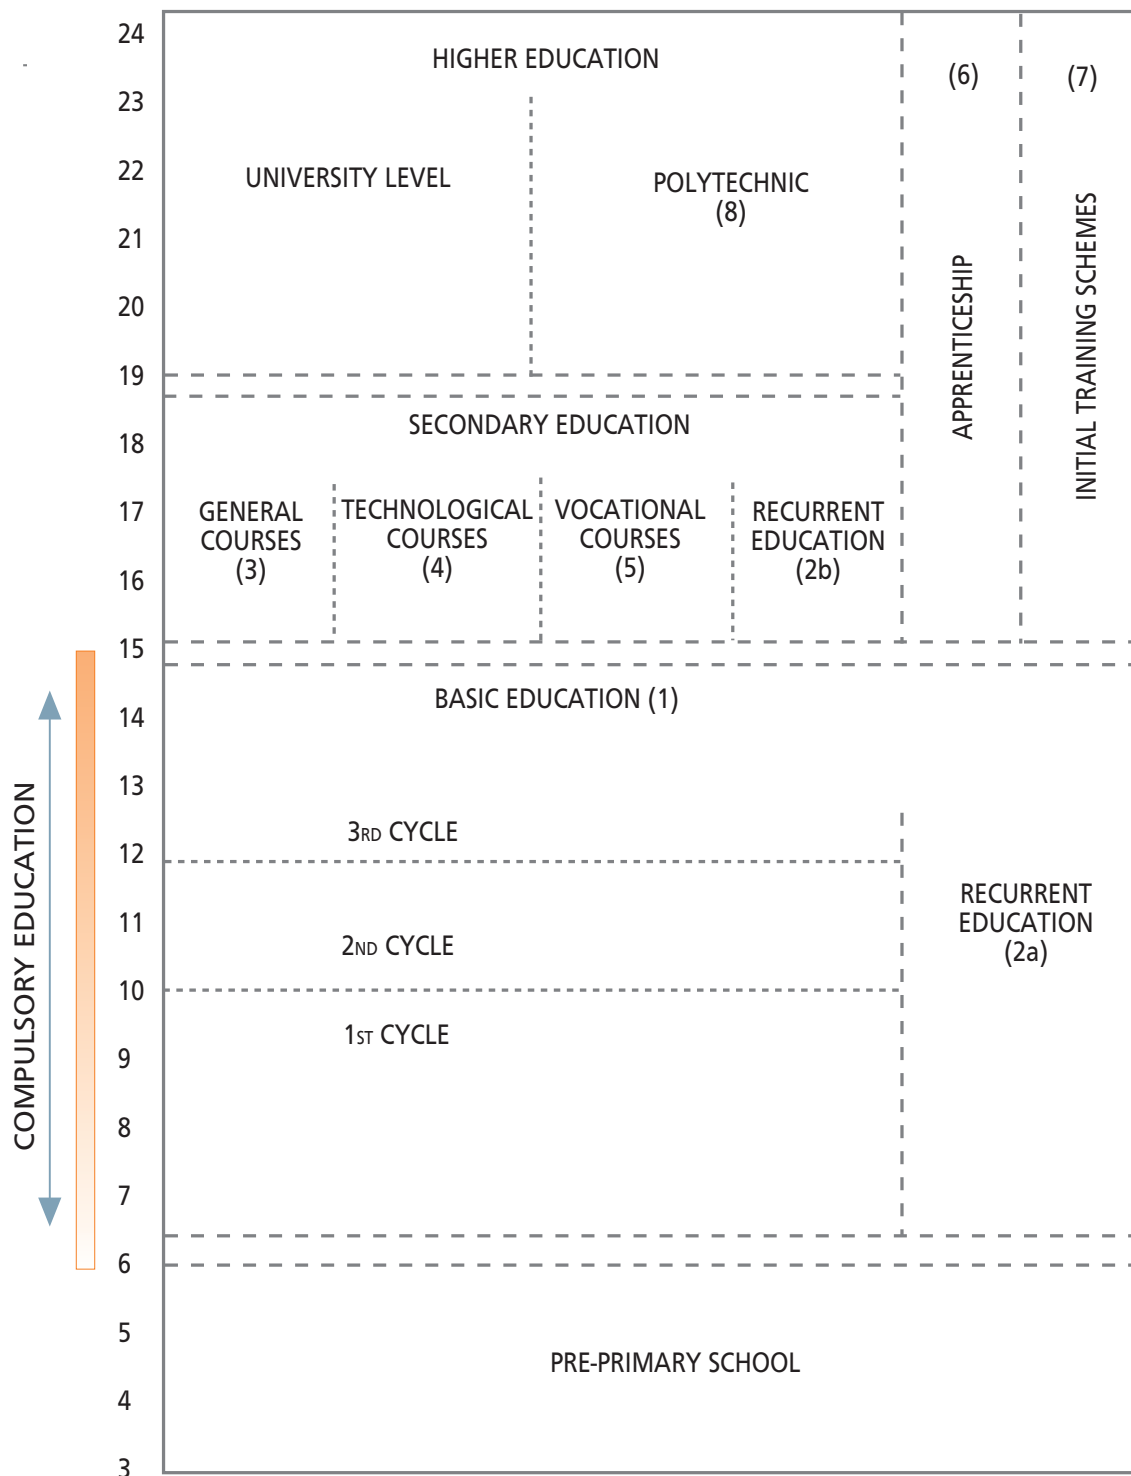 24
HIGHER EDUCATION
(6)
(7)
23
22
UNIVERSITY LEVEL
POLYTECHNIC
(8)
21
20
19
APPRENTICESHIP
INITIAL TRAINING SCHEMES
SECONDARY EDUCATION
18
17
GENERAL
COURSES
(3)
TECHNOLOGICAL
COURSES
(4)
VOCATIONAL
COURSES
(5)
RECURRENT
EDUCATION
(2b)
16
15
BASIC EDUCATION (1)
14
13
3RD CYCLE
12
11
RECURRENT
EDUCATION
(2a)
2ND CYCLE
10
1ST CYCLE
9
8
7
6
COMPULSORY EDUCATION
5
PRE-PRIMARY SCHOOL
4
3